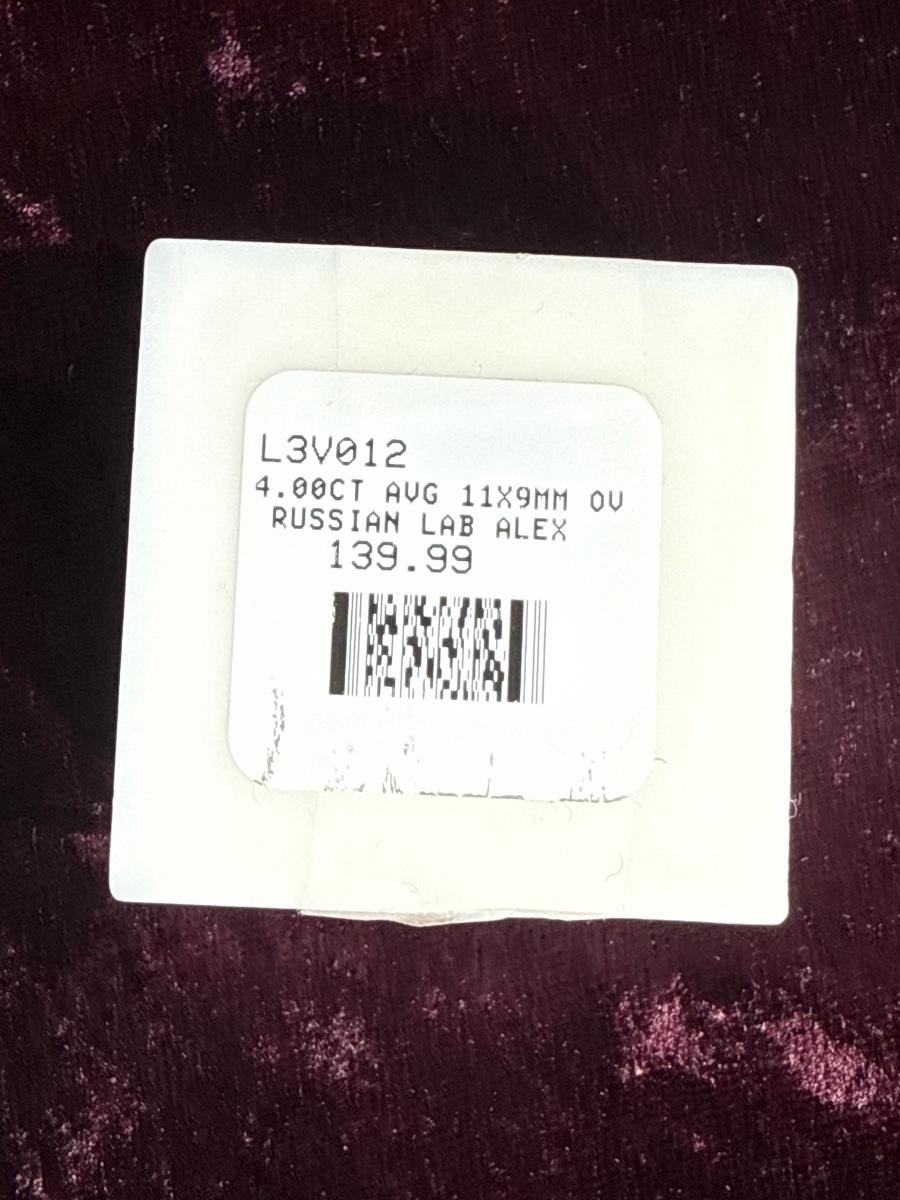 L3V012
4.00CT AVG 11X9MM OV
RUSSIAN LAB ALEX
139.99